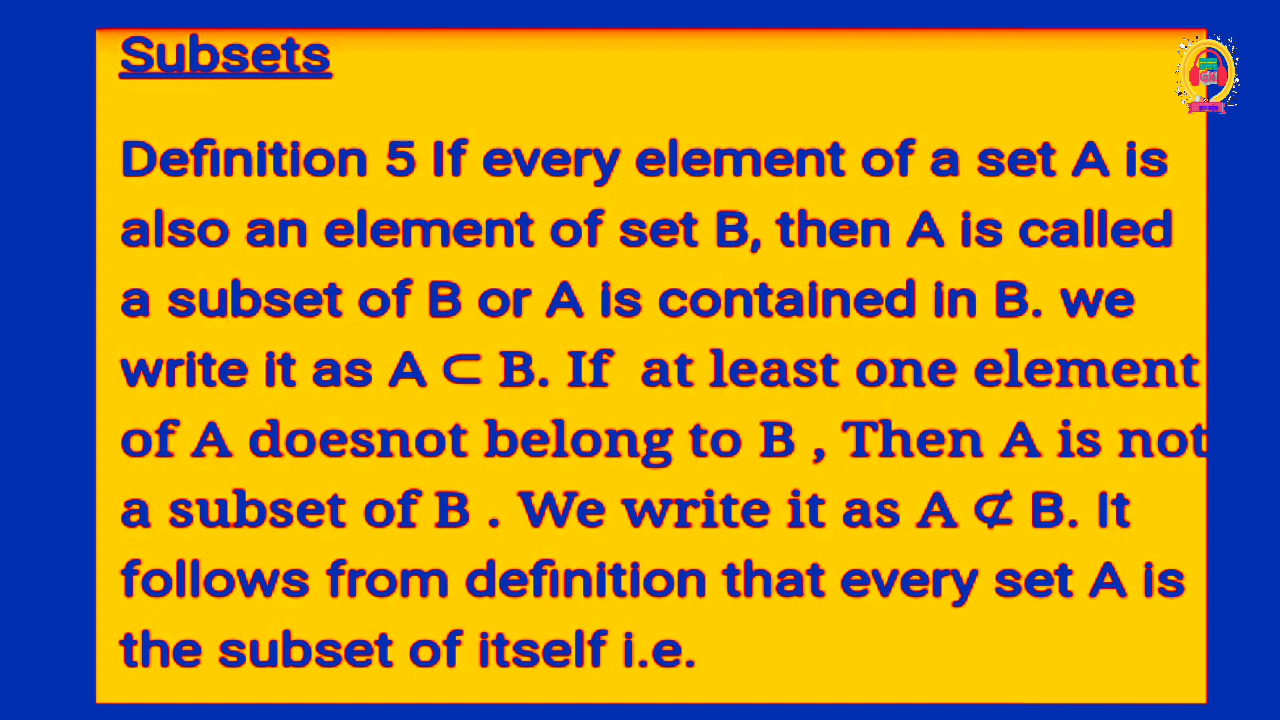 Subsets
Definition 5 If every element of a set A is
also an element of set B, then A is called
a subset of B or A is contained in B. we
write it as A ⊂ B. If at least one element
of A doesnot belong to B , Then A is not
a subset of B . We write it as A ⊄ B. It
follows from definition that every set A is
the subset of itself i.e.